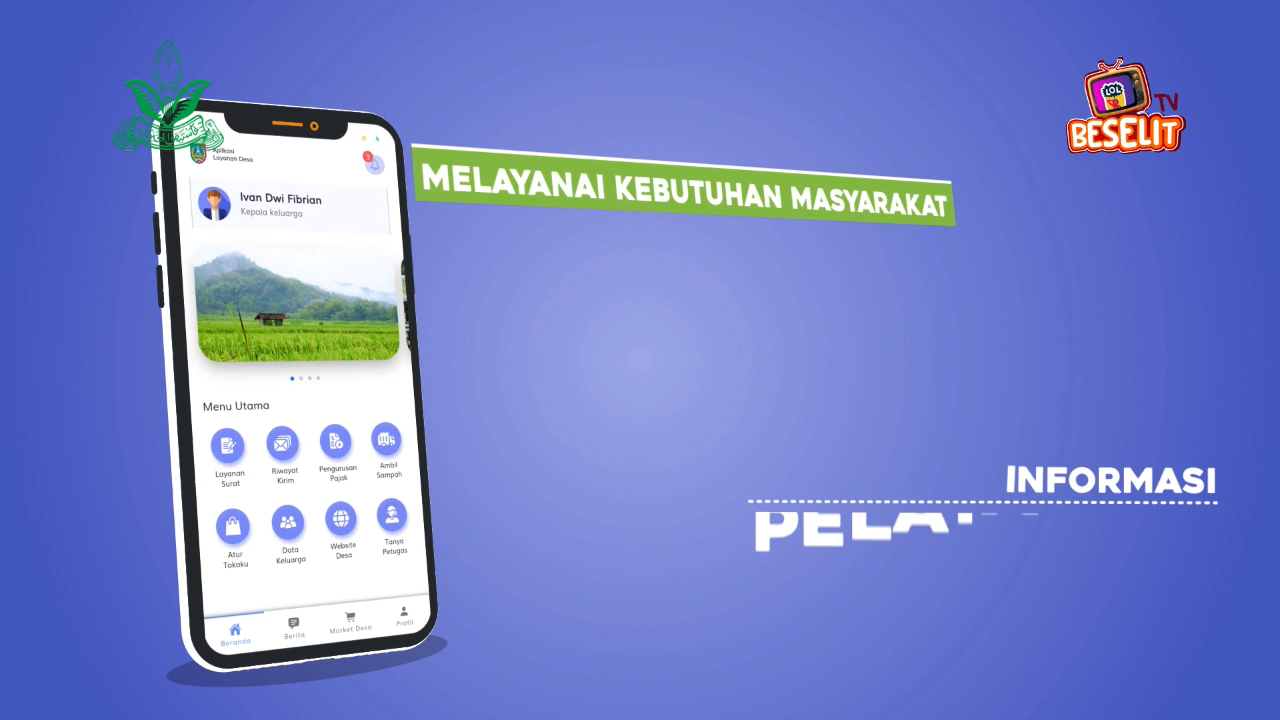 TV
BESELIT
LOL
Aplikasi
Layanan Desa
Ivan Dwi Fibrian
Kepala keluarga
MELAYANAI KEBUTUHAN MASYARAKAT
Menu Utama
Layanan
Surat
Riwayat
Kirim
Pengurusan
Pajak
Ambil
Sampah
Atur
Tokoku
Data
Keluarga
Website
Desa
Tanya
Petugas
Beranda
Berita
Market Desa
Profil
INFORMASI